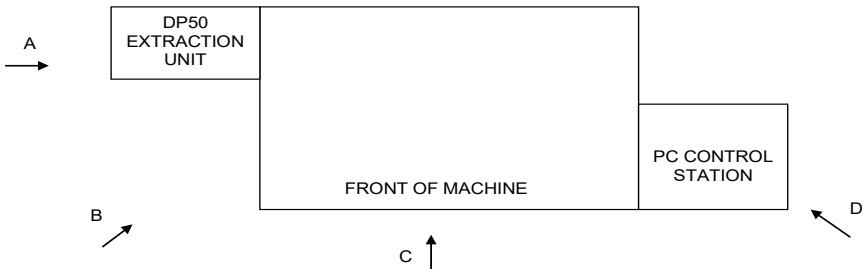 DP50
EXTRACTION
UNIT
A
PC CONTROL
STATION
FRONT OF MACHINE
B
D
C